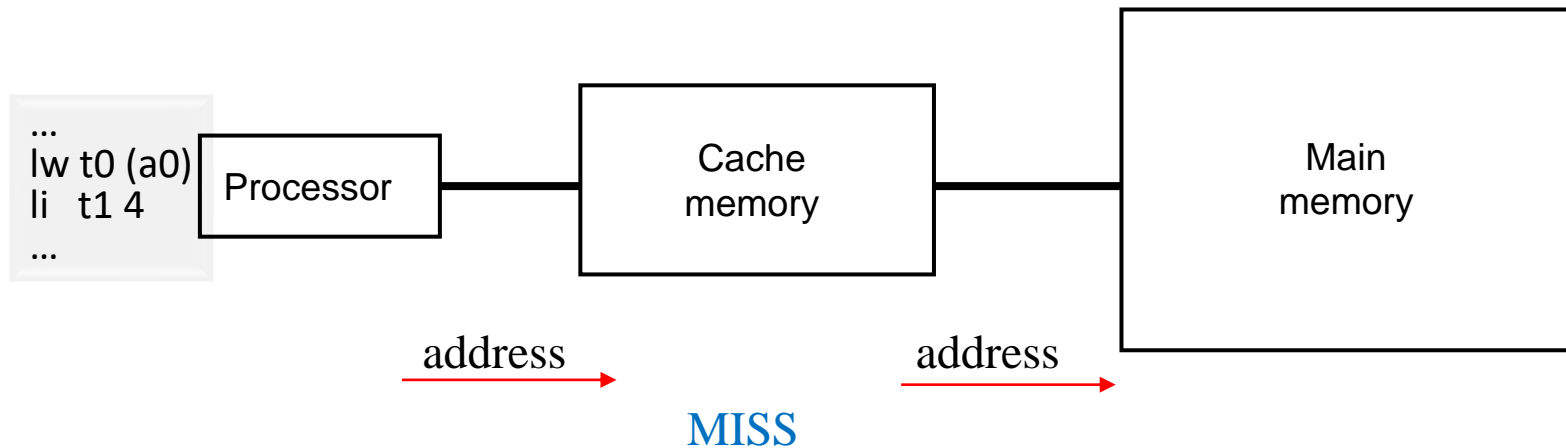 ...
lw t0 (a0)
li t1 4
...
Processor
Cache
memory
Main
memory
address
address
MISS